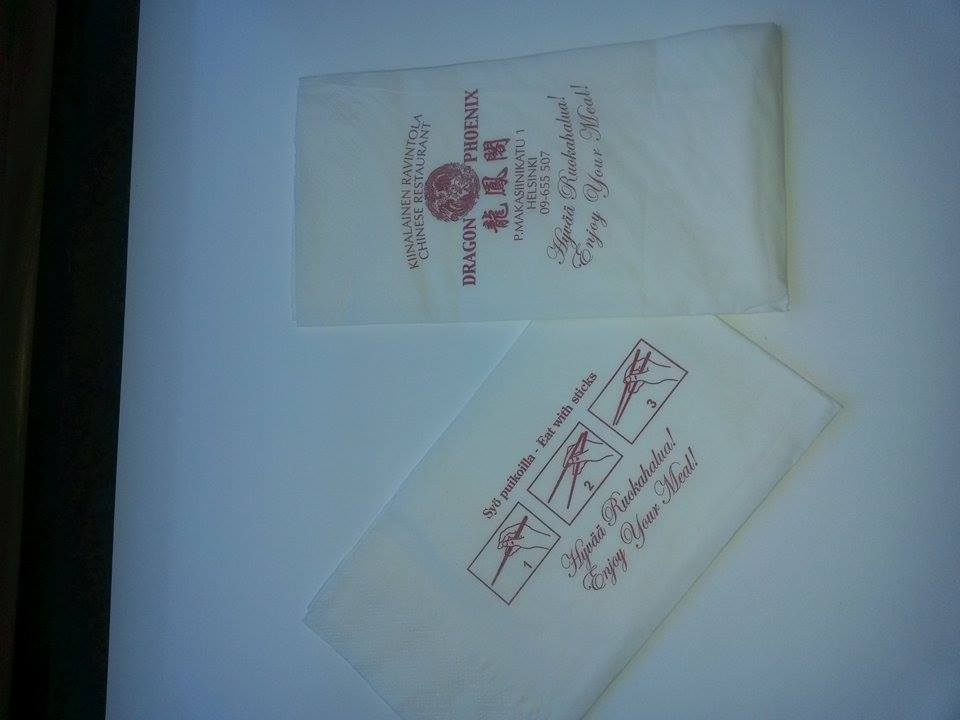 KIINALAINEN RAVINTOLA
CHINESE RESTAURANT
DRAGON PHOENIX
龍鳳閣
P.MAKASIINIKATU 1
HELSINKI
09-655 507
Hyvää Ruokahalua!
Enjoy Your Meal!
Syö puikoilla - Eat with sticks
1 2 3
Hyvää Ruokahalua!
Enjoy Your Meal!